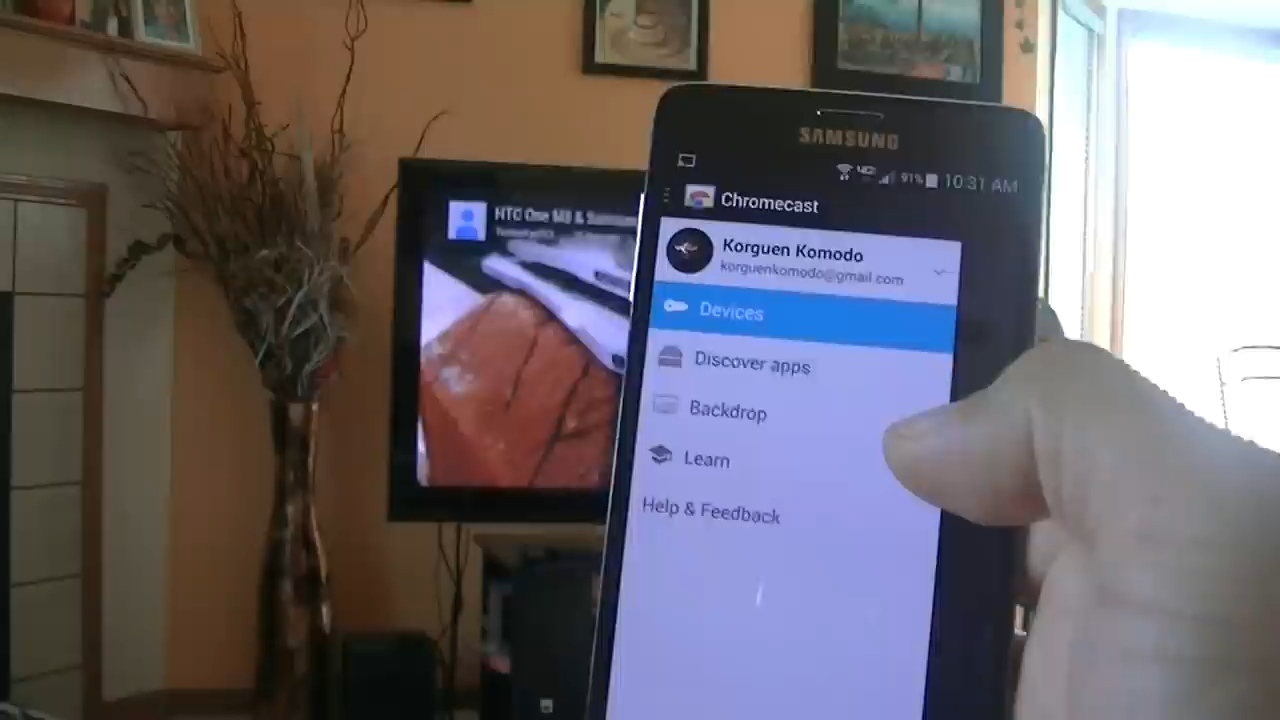 SAMSUNG
91% 10:31 AM
Chromecast
Korguen Komodo
korguenkomodo@gmail.com
Devices
Discover apps
Backdrop
Learn
Help & Feedback
HTC One M8 &